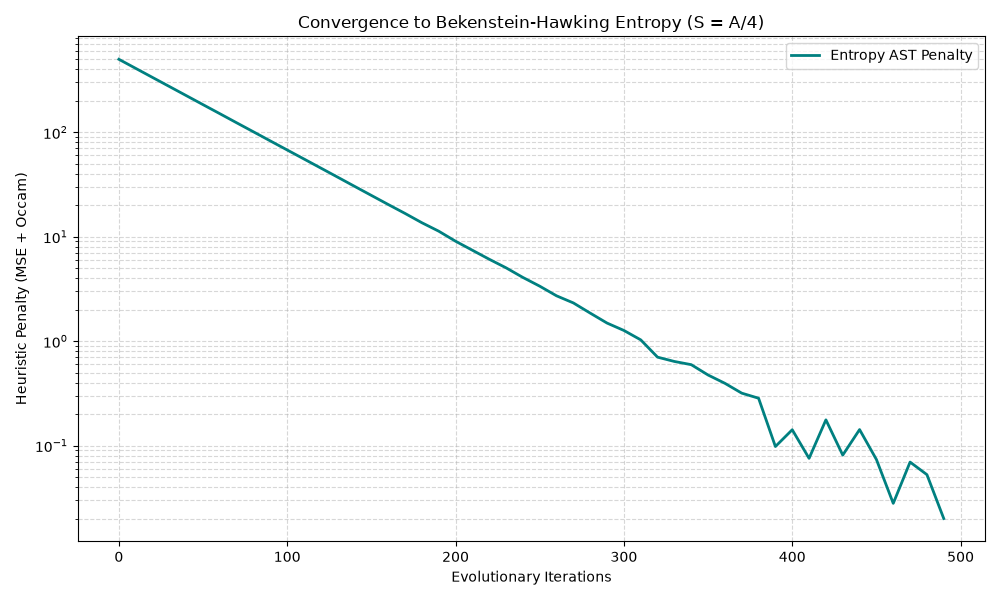 Convergence to Bekenstein-Hawking Entropy (S = A/4)
Entropy AST Penalty
Heuristic Penalty (MSE + Occam)
10²
10¹
10⁰
10⁻¹
0 100 200 300 400 500
Evolutionary Iterations